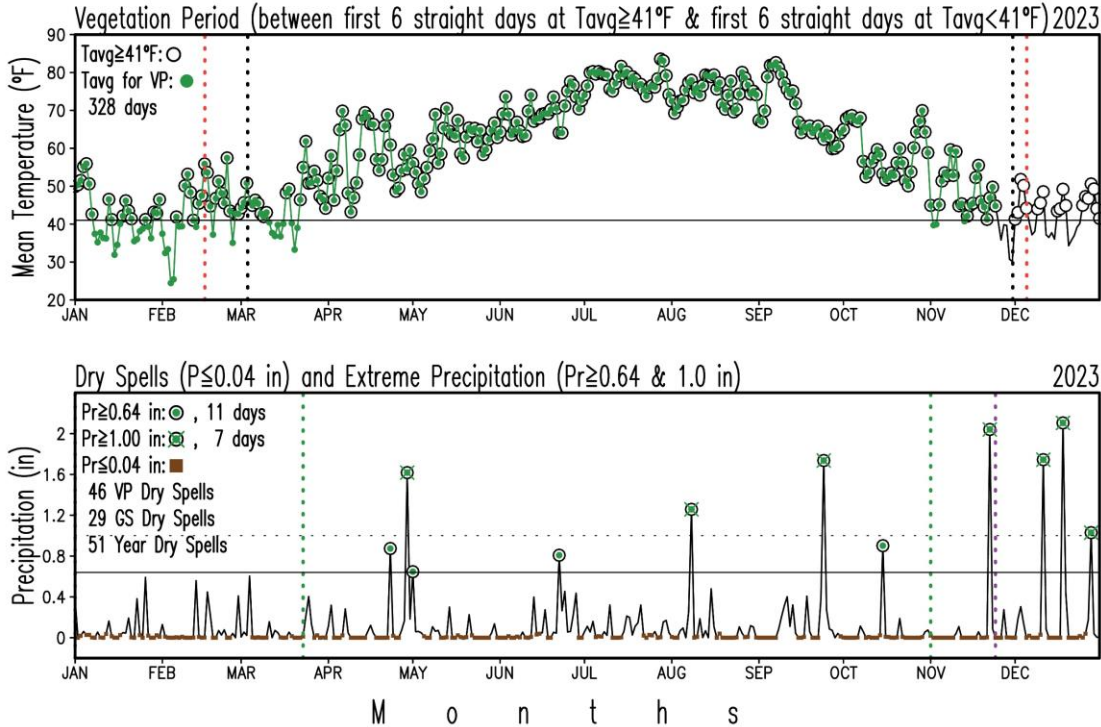 Vegetation Period (between first 6 straight days at Tavg≥41°F & first 6 straight days at Tavg<41°F) 2023
Mean Temperature (°F)
90
80
70
60
50
40
30
20
Tavg≥41°F:
Tavg for VP:
328 days
JAN FEB MAR APR MAY JUN JUL AUG SEP OCT NOV DEC
Dry Spells (P≤0.04 in) and Extreme Precipitation (Pr≥0.64 & 1.0 in) 2023
Precipitation (in)
2
1.6
1.2
0.8
0.4
0
Pr≥0.64 in: , 11 days
Pr≥1.00 in: , 7 days
Pr≤0.04 in:
46 VP Dry Spells
29 GS Dry Spells
51 Year Dry Spells
JAN FEB MAR APR MAY JUN JUL AUG SEP OCT NOV DEC
Months